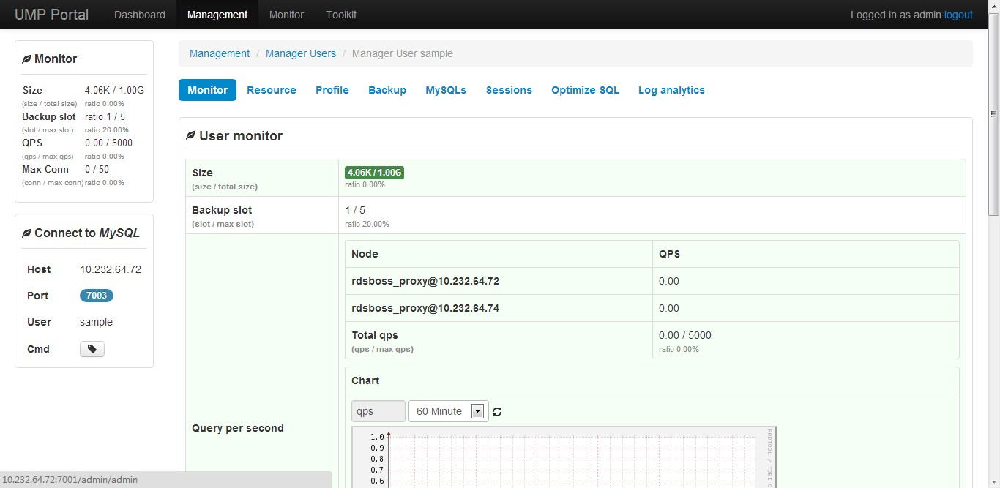 UMP Portal Dashboard Management Monitor Toolkit Logged in as admin logout
Monitor
Size 4.06K / 1.00G
(size / total size) ratio 0.00%
Backup slot ratio 1 / 5
(slot / max slot) ratio 20.00%
QPS 0.00 / 5000
(qps / max qps) ratio 0.00%
Max Conn 0 / 50
(conn / max conn) ratio 0.00%
Connect to MySQL
Host 10.232.64.72
Port 7003
User sample
Cmd
Management / Manager Users / Manager User sample
Monitor Resource Profile Backup MySQLs Sessions Optimize SQL Log analytics
User monitor
Size 4.06K / 1.00G
(size / total size) ratio 0.00%
Backup slot 1 / 5
(slot / max slot) ratio 20.00%
Query per second
Node QPS
rdsboss_proxy@10.232.64.72 0.00
rdsboss_proxy@10.232.64.74 0.00
Total qps 0.00 / 5000
(qps / max qps) ratio 0.00%
Chart
qps 60 Minute
1.0
0.9
0.8
0.7
0.6
RRDTOOL / TOBI
10.232.64.72:7001/admin/admin